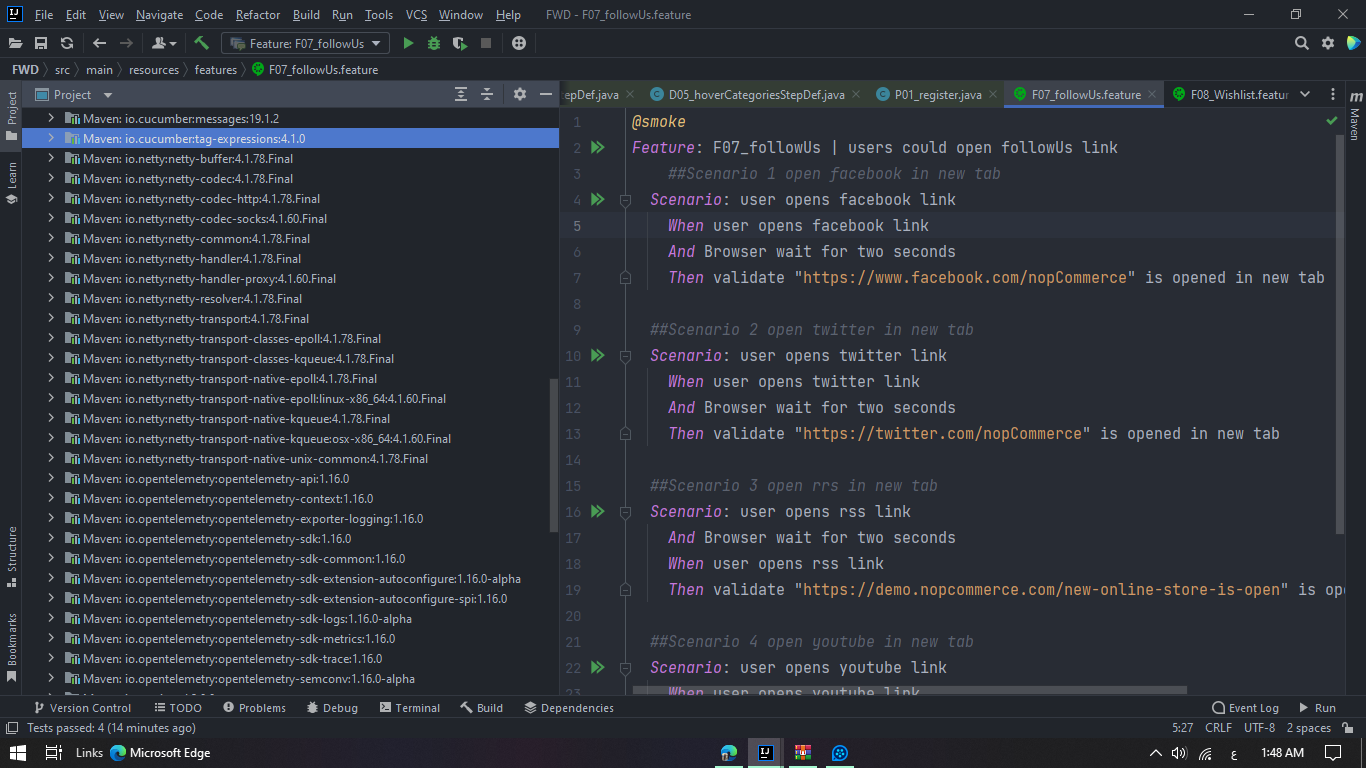 File Edit View Navigate Code Refactor Build Run Tools VCS Window Help FWD - F07_followUs.feature
Feature: F07_followUs
FWD src main resources features F07_followUs.feature
Project
epDef.java D05_hoverCategoriesStepDef.java P01_register.java F07_followUs.feature F08_Wishlist.featur
Project
Learn
Structure
Bookmarks
Maven: io.cucumber:messages:19.1.2
Maven: io.cucumber:tag-expressions:4.1.0
Maven: io.netty:netty-buffer:4.1.78.Final
Maven: io.netty:netty-codec:4.1.78.Final
Maven: io.netty:netty-codec-http:4.1.78.Final
Maven: io.netty:netty-codec-socks:4.1.60.Final
Maven: io.netty:netty-common:4.1.78.Final
Maven: io.netty:netty-handler:4.1.78.Final
Maven: io.netty:netty-handler-proxy:4.1.60.Final
Maven: io.netty:netty-resolver:4.1.78.Final
Maven: io.netty:netty-transport:4.1.78.Final
Maven: io.netty:netty-transport-classes-epoll:4.1.78.Final
Maven: io.netty:netty-transport-classes-kqueue:4.1.78.Final
Maven: io.netty:netty-transport-native-epoll:4.1.78.Final
Maven: io.netty:netty-transport-native-epoll:linux-x86_64:4.1.60.Final
Maven: io.netty:netty-transport-native-kqueue:4.1.78.Final
Maven: io.netty:netty-transport-native-kqueue:osx-x86_64:4.1.60.Final
Maven: io.netty:netty-transport-native-unix-common:4.1.78.Final
Maven: io.opentelemetry:opentelemetry-api:1.16.0
Maven: io.opentelemetry:opentelemetry-context:1.16.0
Maven: io.opentelemetry:opentelemetry-exporter-logging:1.16.0
Maven: io.opentelemetry:opentelemetry-sdk:1.16.0
Maven: io.opentelemetry:opentelemetry-sdk-common:1.16.0
Maven: io.opentelemetry:opentelemetry-sdk-extension-autoconfigure:1.16.0-alpha
Maven: io.opentelemetry:opentelemetry-sdk-extension-autoconfigure-spi:1.16.0
Maven: io.opentelemetry:opentelemetry-sdk-logs:1.16.0-alpha
Maven: io.opentelemetry:opentelemetry-sdk-metrics:1.16.0
Maven: io.opentelemetry:opentelemetry-sdk-trace:1.16.0
Maven: io.opentelemetry:opentelemetry-semconv:1.16.0-alpha
1 @smoke
2 Feature: F07_followUs | users could open followUs link
3 ##Scenario 1 open facebook in new tab
4 Scenario: user opens facebook link
5 When user opens facebook link
6 And Browser wait for two seconds
7 Then validate "https://www.facebook.com/nopCommerce" is opened in new tab
8
9 ##Scenario 2 open twitter in new tab
10 Scenario: user opens twitter link
11 When user opens twitter link
12 And Browser wait for two seconds
13 Then validate "https://twitter.com/nopCommerce" is opened in new tab
14
15 ##Scenario 3 open rrs in new tab
16 Scenario: user opens rss link
17 And Browser wait for two seconds
18 When user opens rss link
19 Then validate "https://demo.nopcommerce.com/new-online-store-is-open" is ope
20
21 ##Scenario 4 open youtube in new tab
22 Scenario: user opens youtube link
23 When user opens youtube link
m
Maven
Version Control TODO Problems Debug Terminal Build Dependencies Event Log Run
Tests passed: 4 (14 minutes ago) 5:27 CRLF UTF-8 2 spaces
Links Microsoft Edge ع 1:48 AM